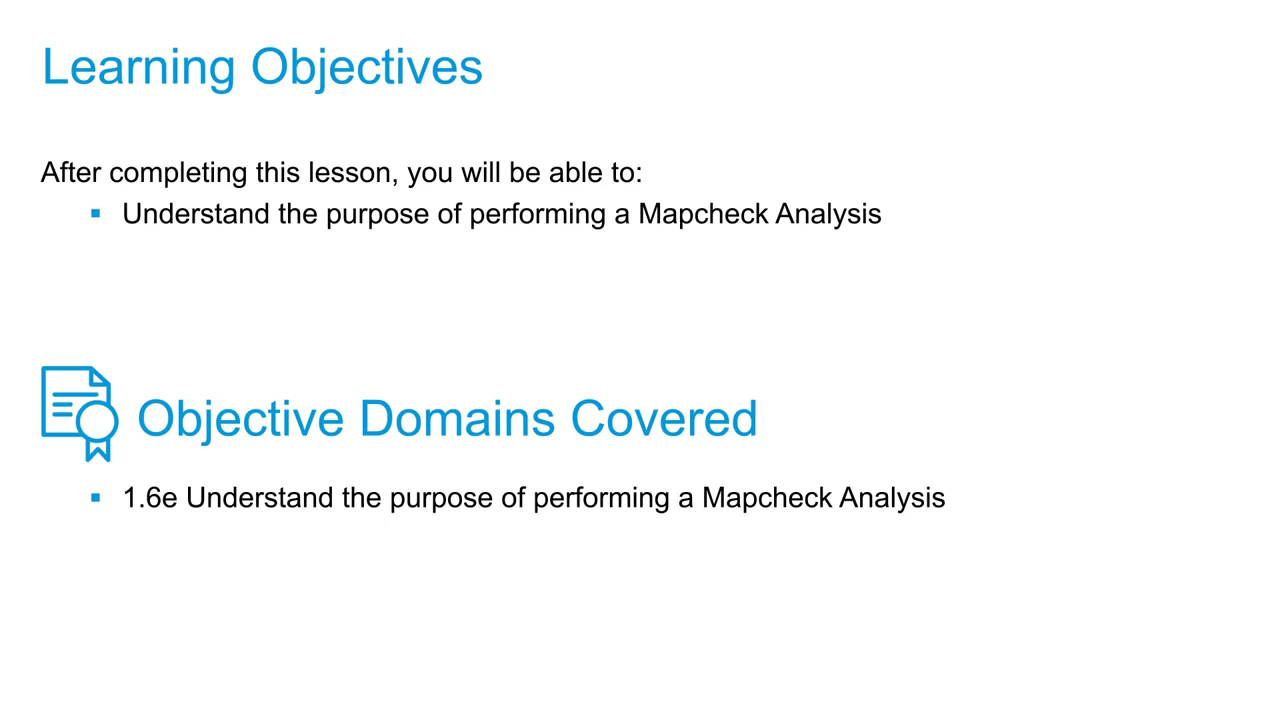 Learning Objectives
After completing this lesson, you will be able to:
▪ Understand the purpose of performing a Mapcheck Analysis
Objective Domains Covered
▪ 1.6e Understand the purpose of performing a Mapcheck Analysis